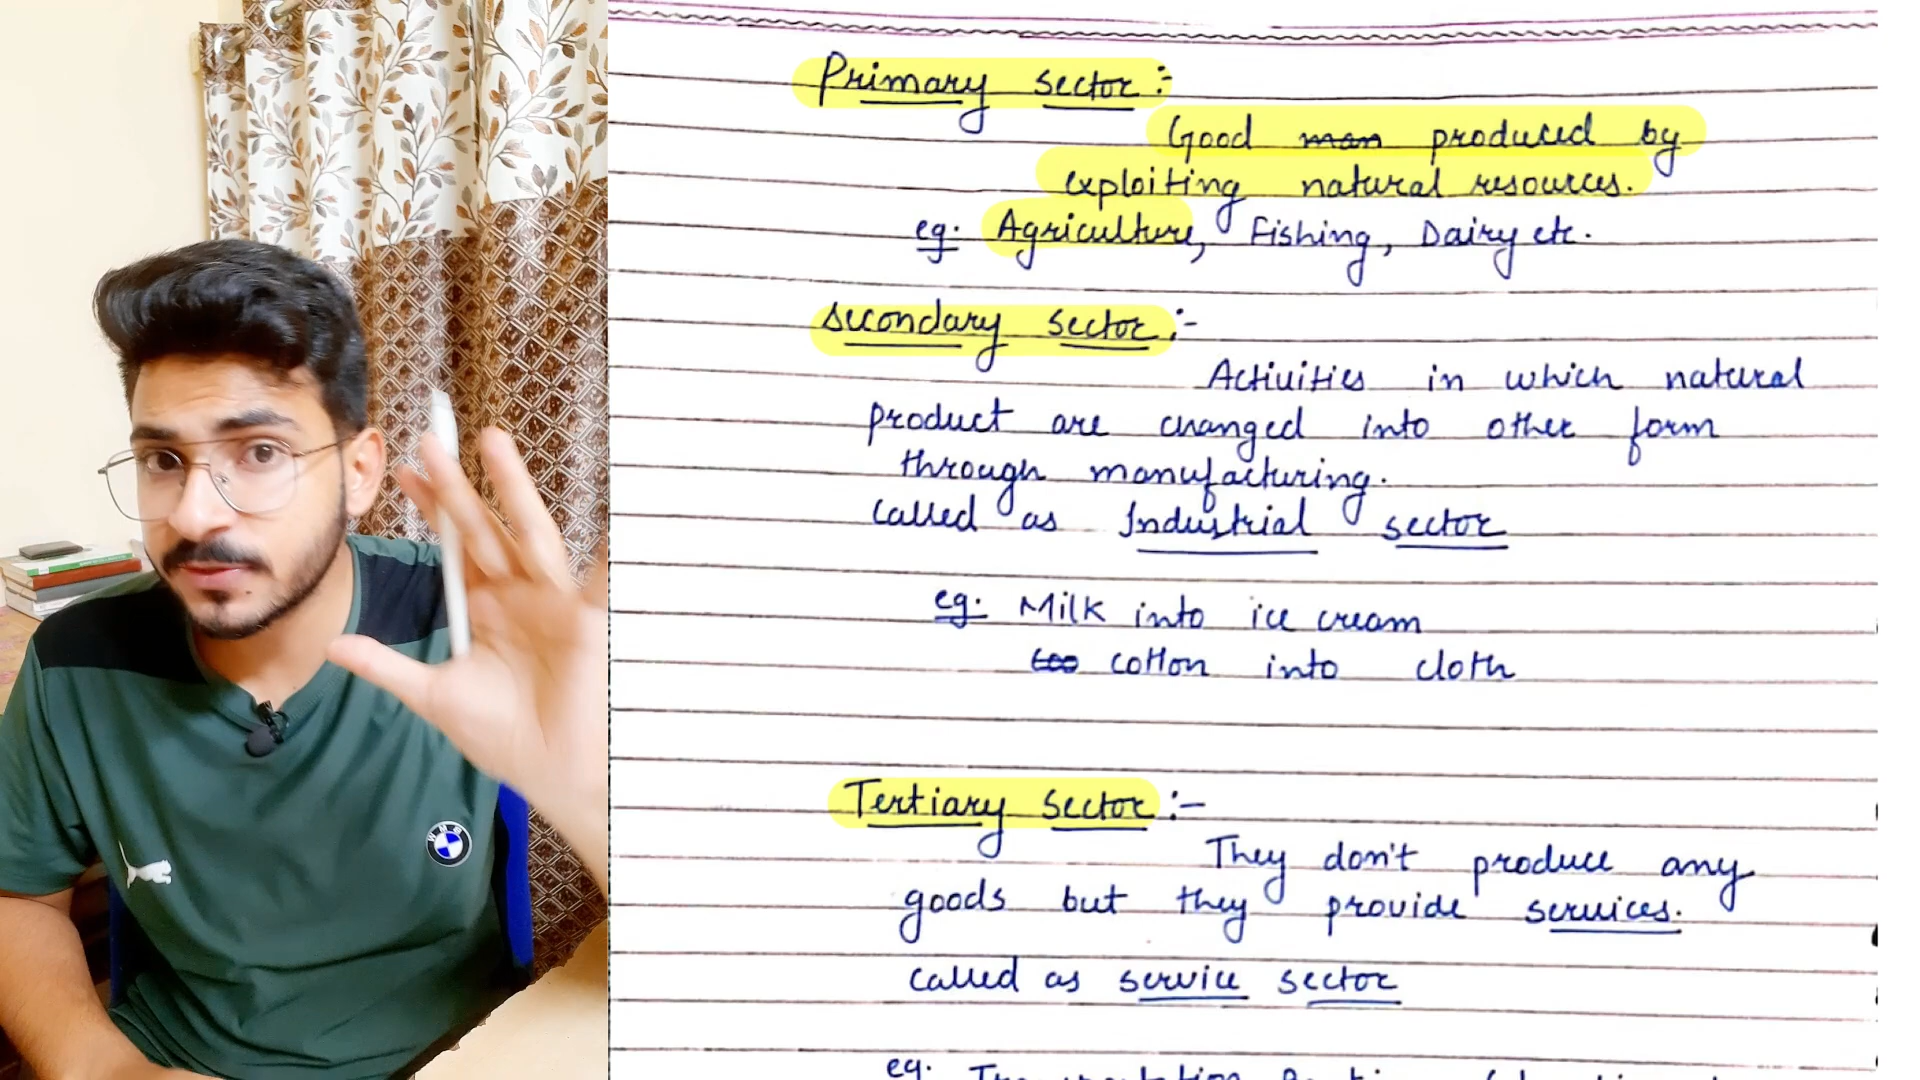 Primary sector :-
Good man produced by
exploiting natural resources.
eg. Agriculture, Fishing, Dairy etc.
Secondary sector :-
Activities in which natural
product are changed into other form
through manufacturing.
called as Industrial sector
eg. Milk into ice cream
too cotton into cloth
Tertiary sector :-
They don't produce any
goods but they provide services.
called as service sector
eg.
BMW